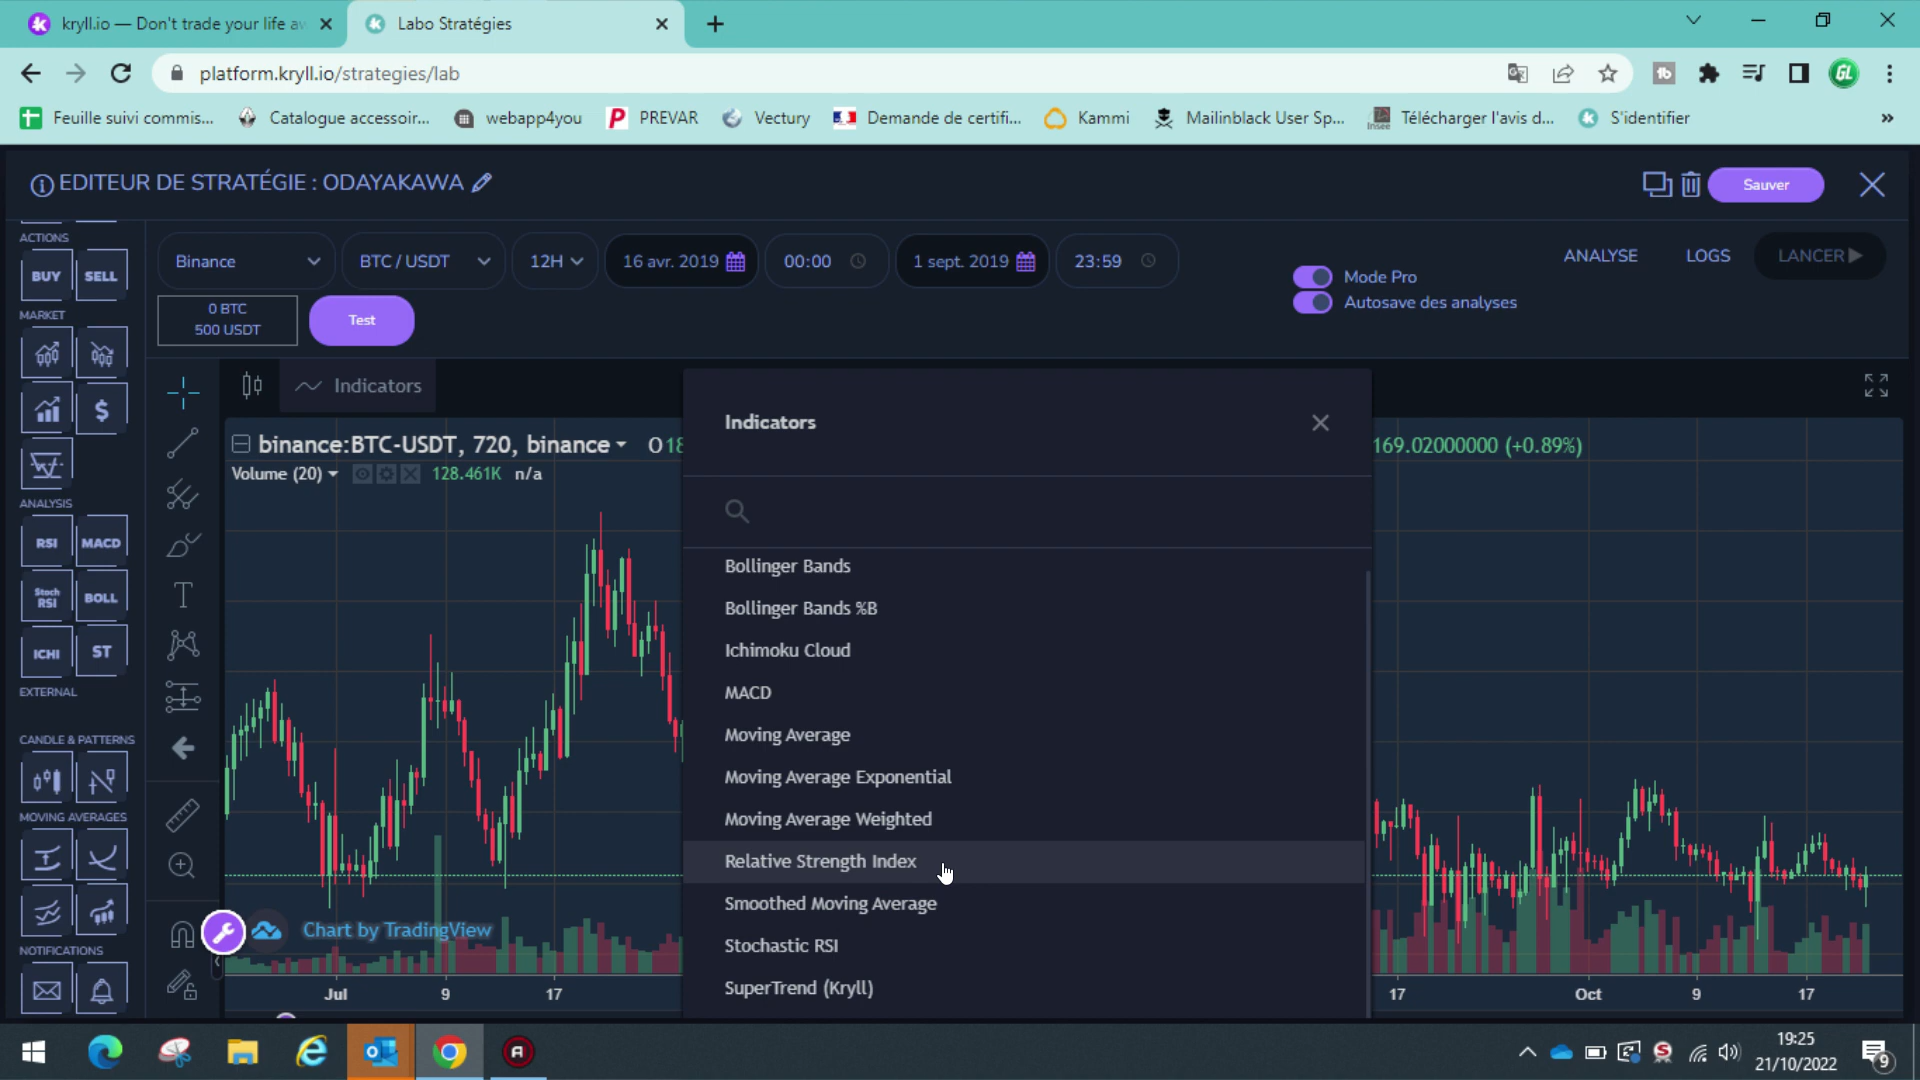 kryll.io — Don't trade your life aw
Labo Stratégies
platform.kryll.io/strategies/lab
GL
Feuille suivi commis...
Catalogue accessoir...
webapp4you
PREVAR
Vectury
Demande de certifi...
Kammi
Mailinblack User Sp...
Insee
Télécharger l'avis d...
S'identifier
»
EDITEUR DE STRATÉGIE : ODAYAKAWA
Sauver
ACTIONS
BUY
SELL
MARKET
$
ANALYSIS
RSI
MACD
Stoch RSI
BOLL
ICHI
ST
EXTERNAL
CANDLE & PATTERNS
MOVING AVERAGES
NOTIFICATIONS
Binance
BTC / USDT
12H
16 avr. 2019
00:00
1 sept. 2019
23:59
Mode Pro
Autosave des analyses
ANALYSE
LOGS
LANCER
0 BTC
500 USDT
Test
Indicators
binance:BTC-USDT, 720, binance
O18
169.02000000 (+0.89%)
Volume (20)
128.461K
n/a
Indicators
Bollinger Bands
Bollinger Bands %B
Ichimoku Cloud
MACD
Moving Average
Moving Average Exponential
Moving Average Weighted
Relative Strength Index
Smoothed Moving Average
Stochastic RSI
SuperTrend (Kryll)
Chart by TradingView
Jul
9
17
17
Oct
9
17
19:25
21/10/2022
9